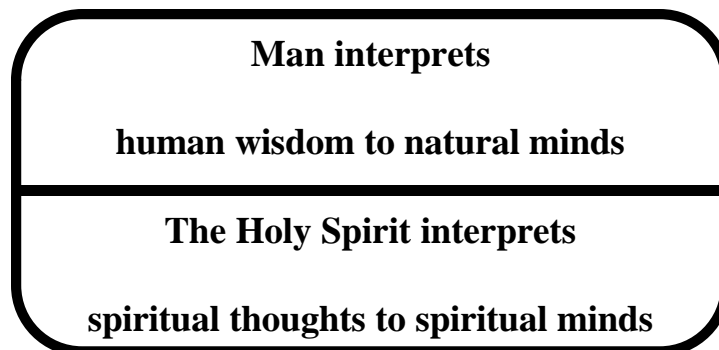 Man interprets
human wisdom to natural minds
The Holy Spirit interprets
spiritual thoughts to spiritual minds